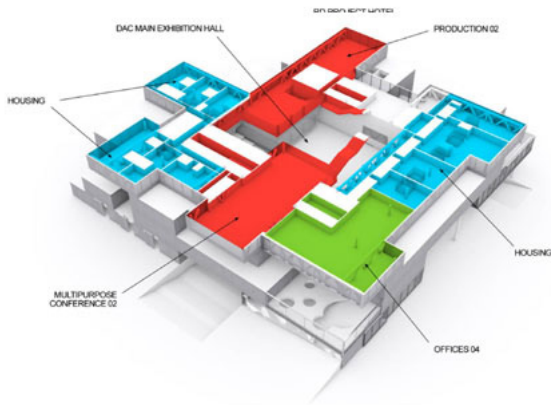 DAC MAIN EXHIBITION HALL
PRODUCTION 02
HOUSING
HOUSING
MULTIPURPOSE
CONFERENCE 02
OFFICES 04